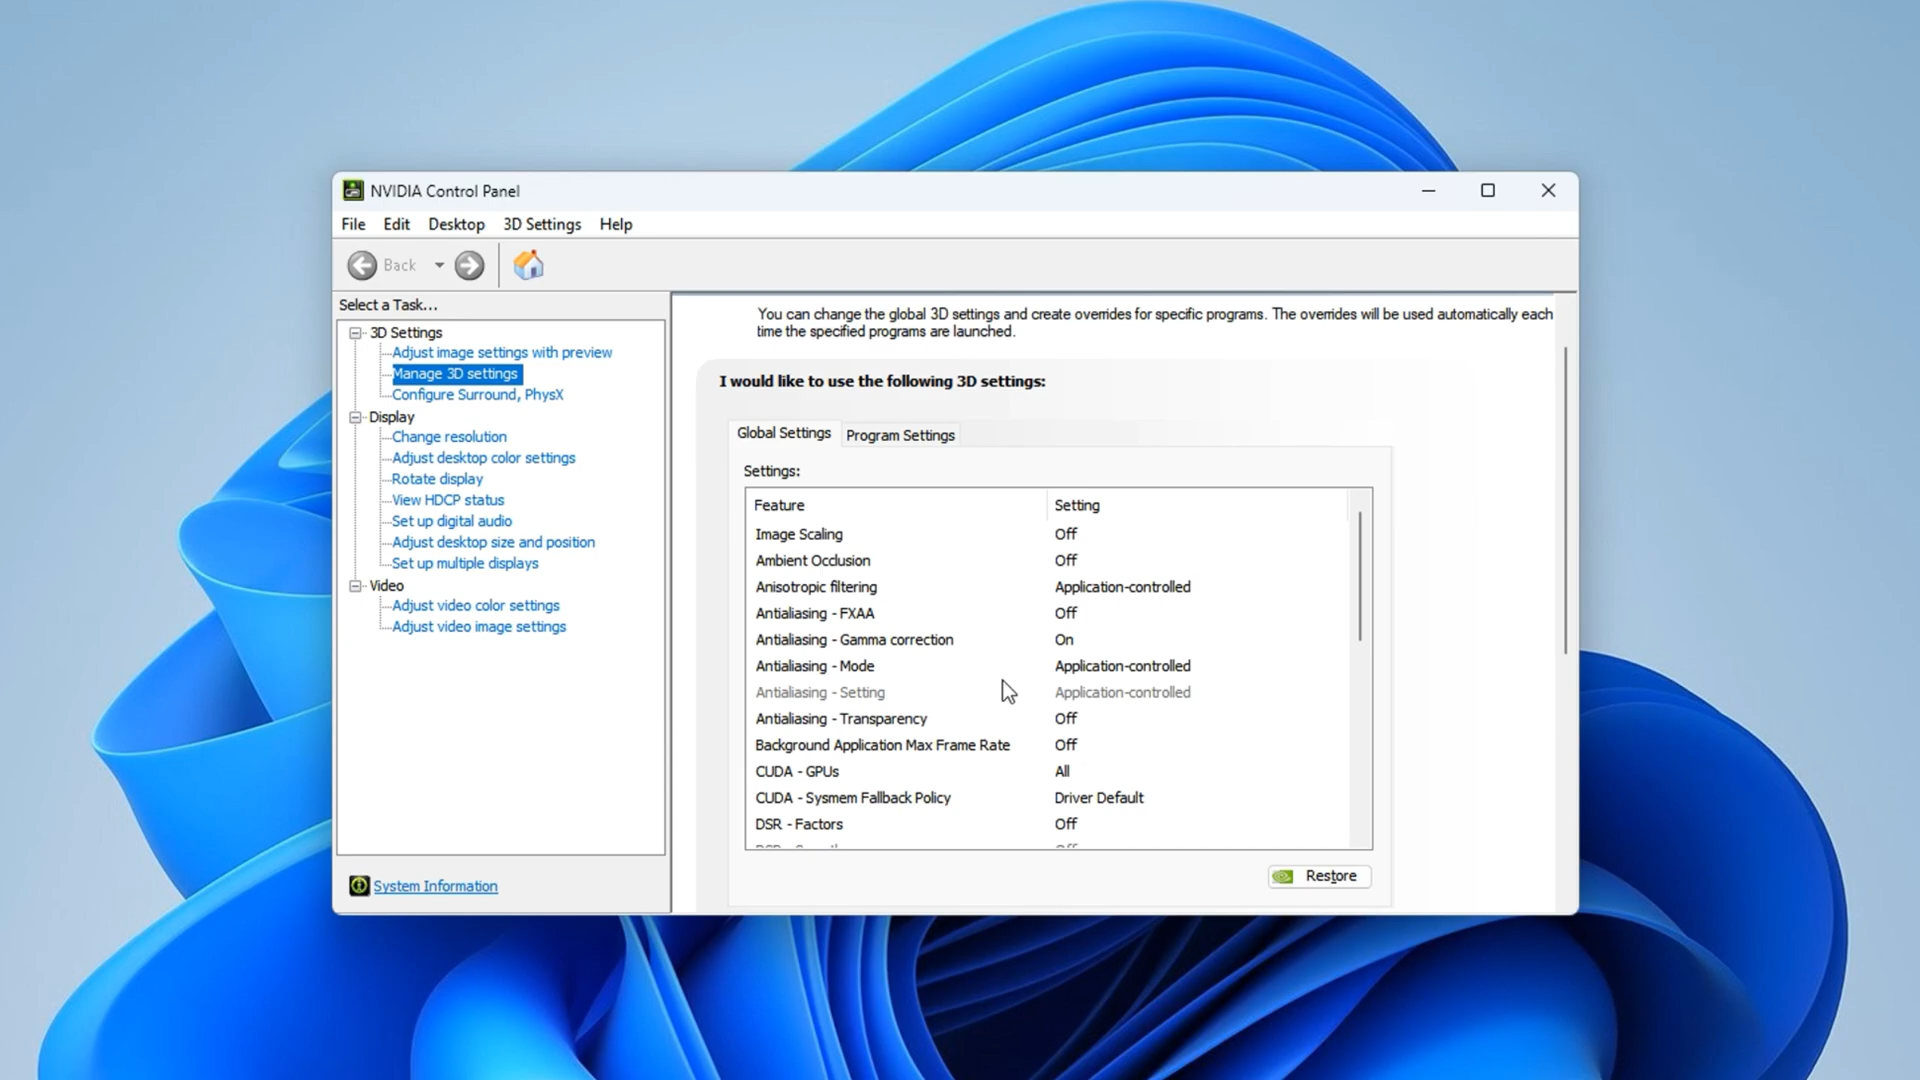 NVIDIA Control Panel
File Edit Desktop 3D Settings Help
Back
Select a Task...
3D Settings
Adjust image settings with preview
Manage 3D settings
Configure Surround, PhysX
Display
Change resolution
Adjust desktop color settings
Rotate display
View HDCP status
Set up digital audio
Adjust desktop size and position
Set up multiple displays
Video
Adjust video color settings
Adjust video image settings
System Information
You can change the global 3D settings and create overrides for specific programs. The overrides will be used automatically each
time the specified programs are launched.
I would like to use the following 3D settings:
Global Settings Program Settings
Settings:
Feature Setting
Image Scaling Off
Ambient Occlusion Off
Anisotropic filtering Application-controlled
Antialiasing - FXAA Off
Antialiasing - Gamma correction On
Antialiasing - Mode Application-controlled
Antialiasing - Setting Application-controlled
Antialiasing - Transparency Off
Background Application Max Frame Rate Off
CUDA - GPUs All
CUDA - Sysmem Fallback Policy Driver Default
DSR - Factors Off
Restore